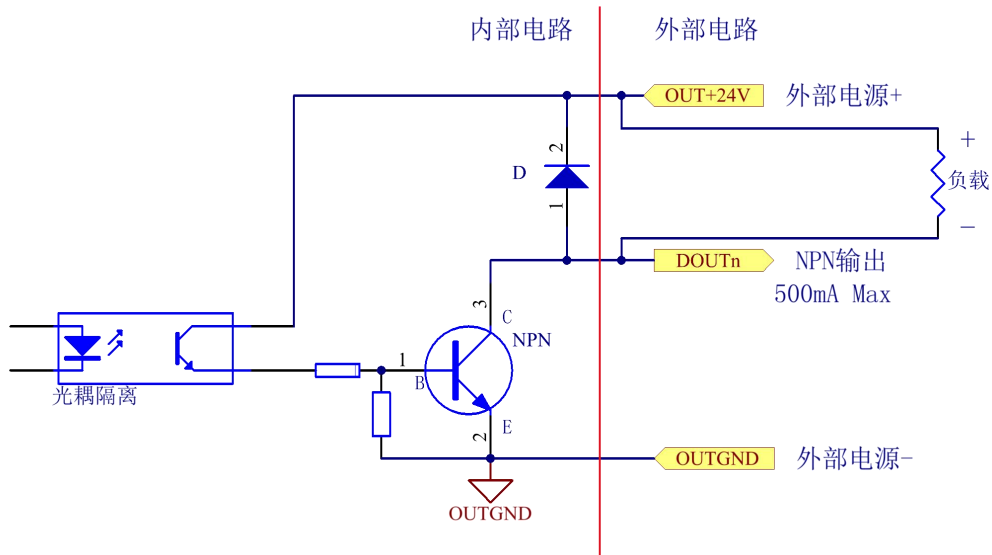 内部电路
外部电路
OUT+24V
外部电源+
2
D
1
+
负载
−
DOUTn
NPN输出
500mA Max
3
C
NPN
1
B
光耦隔离
E
2
OUTGND
外部电源-
OUTGND